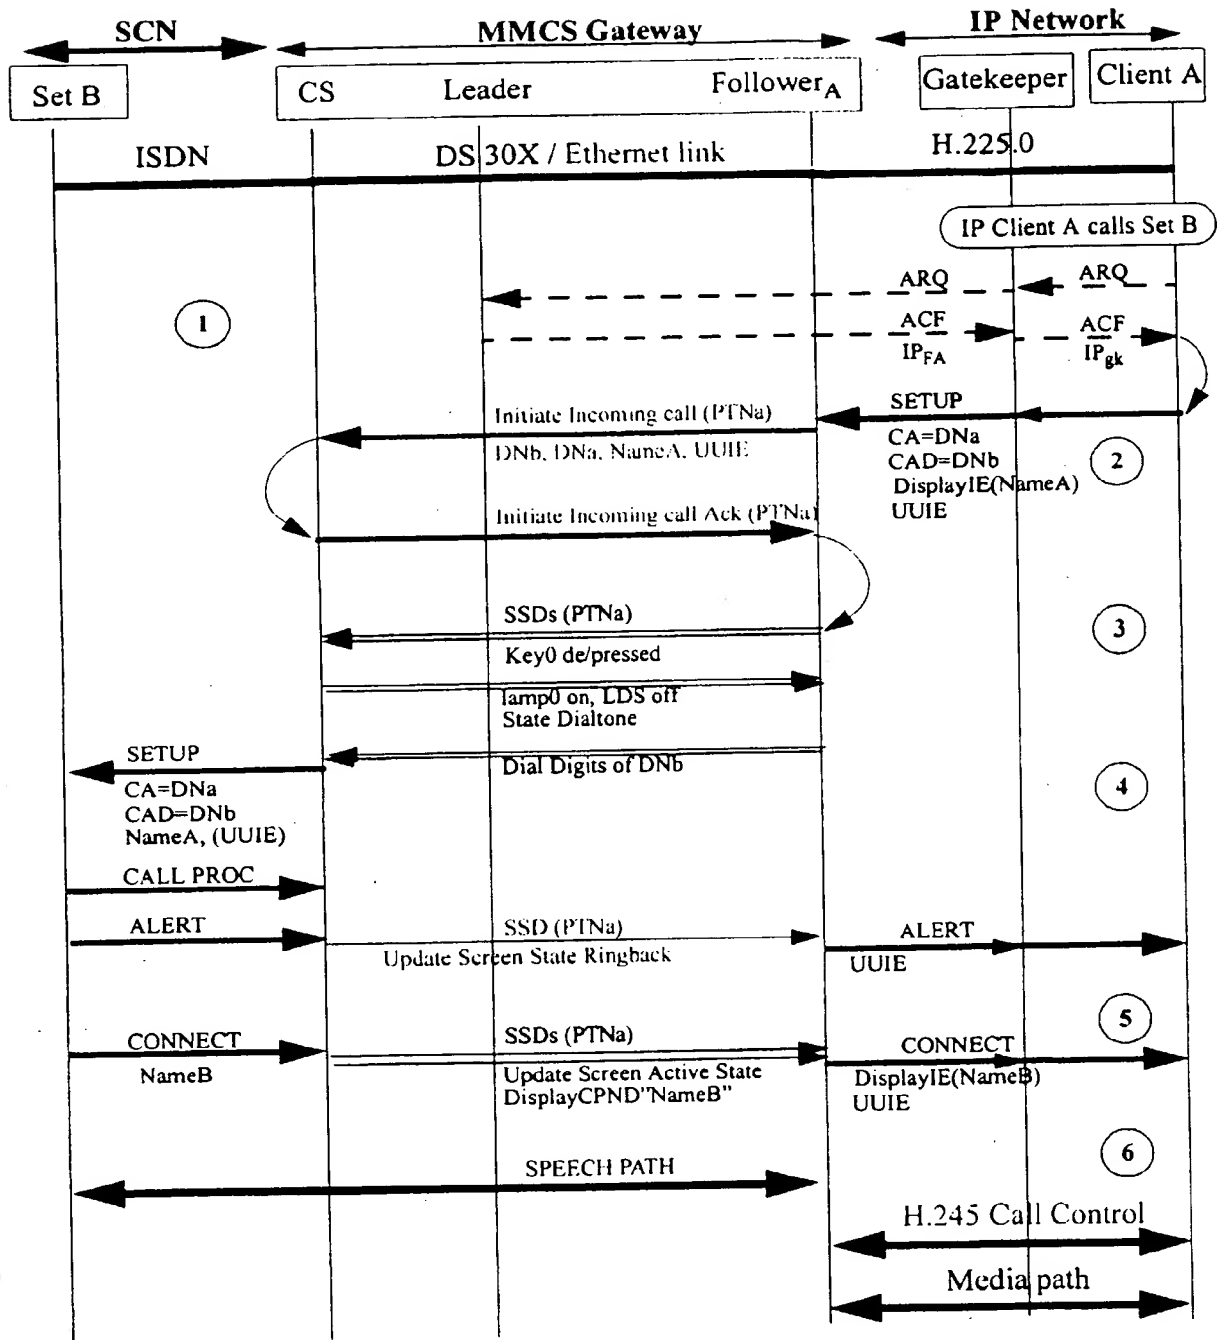 SCN
MMCS Gateway
IP Network
Set B
CS
Leader
FollowerA
Gatekeeper
Client A
ISDN
DS 30X / Ethernet link
H.225.0
IP Client A calls Set B
ARQ
ARQ
1
ACF
ACF
IPFA
IPgk
SETUP
Initiate Incoming call (PTNa)
DNb, DNa, NameA, UUIE
CA=DNa
CAD=DNb
DisplayIE(NameA)
UUIE
2
Initiate Incoming call Ack (PTNa)
SSDs (PTNa)
3
Key0 de/pressed
lamp0 on, LDS off
State Dialtone
SETUP
Dial Digits of DNb
CA=DNa
CAD=DNb
NameA, (UUIE)
4
CALL PROC
ALERT
SSD (PTNa)
ALERT
Update Screen State Ringback
UUIE
5
CONNECT
SSDs (PTNa)
CONNECT
NameB
Update Screen Active State
DisplayCPND"NameB"
DisplayIE(NameB)
UUIE
6
SPEECH PATH
H.245 Call Control
Media path